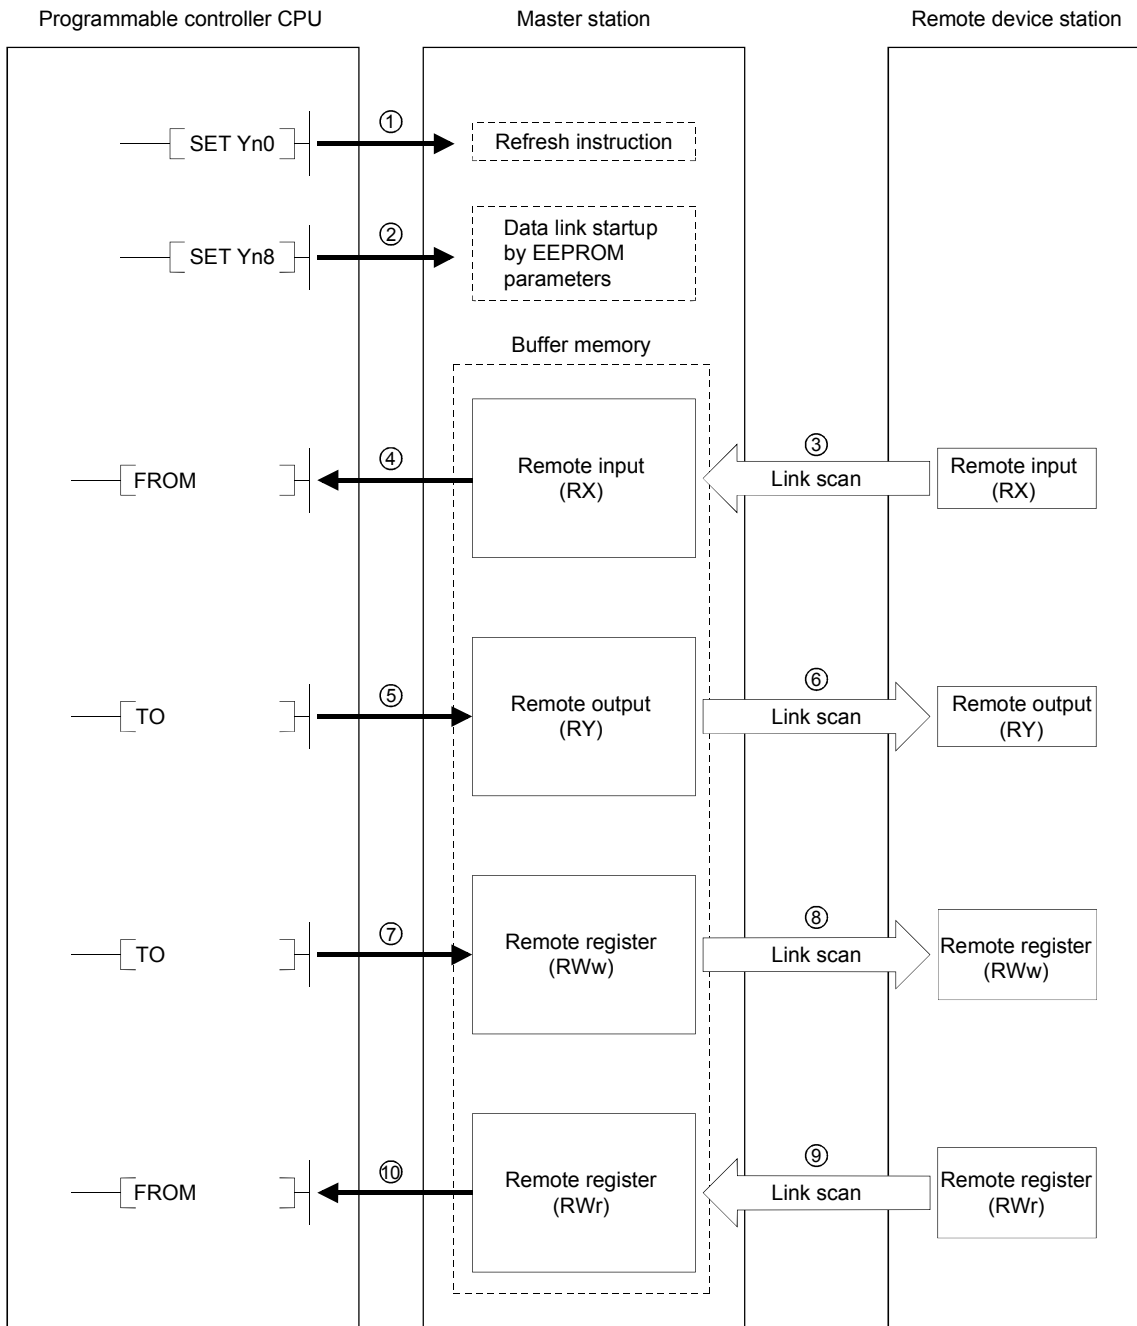 Programmable controller CPU Master station Remote device station
①
SET Yn0 Refresh instruction
②
SET Yn8 Data link startup
by EEPROM
parameters
Buffer memory
④ ③
FROM Remote input
(RX) Link scan Remote input
(RX)
⑤ ⑥
TO Remote output
(RY) Link scan Remote output
(RY)
⑦ ⑧
TO Remote register
(RWw) Link scan Remote register
(RWw)
⑩ ⑨
FROM Remote register
(RWr) Link scan Remote register
(RWr)